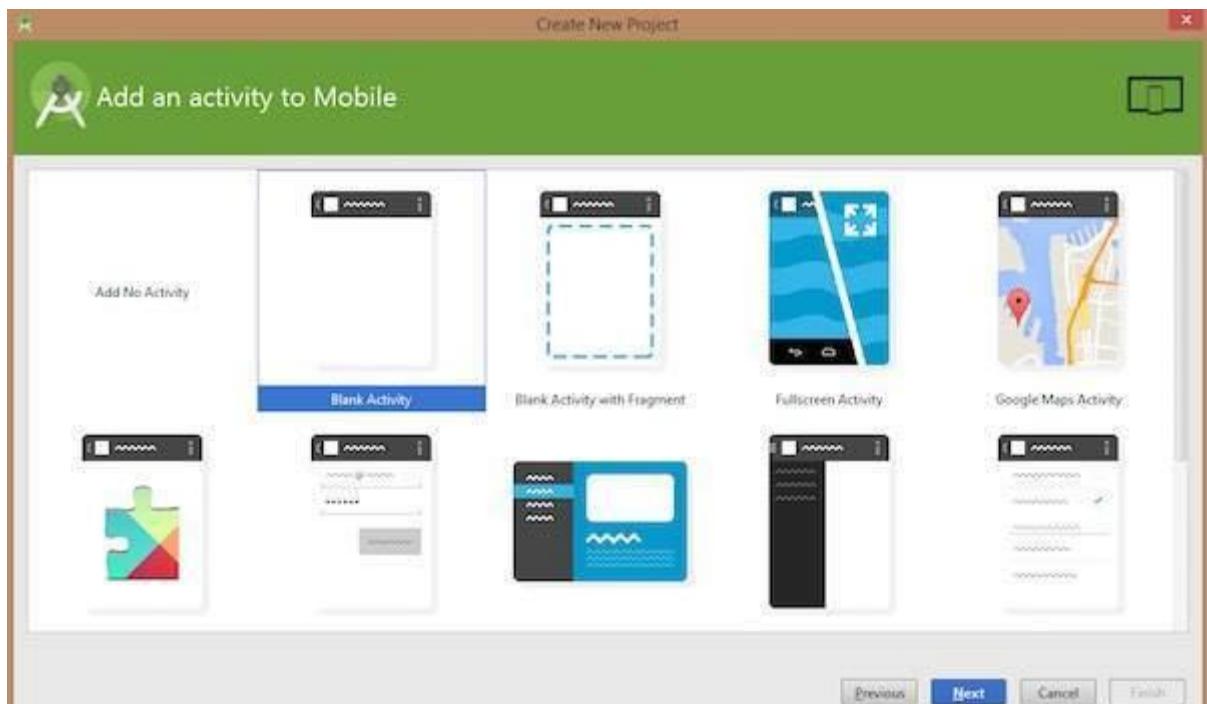 Create New Project
Add an activity to Mobile
Add No Activity
Blank Activity
Blank Activity with Fragment
Fullscreen Activity
Google Maps Activity
Previous
Next
Cancel
Finish